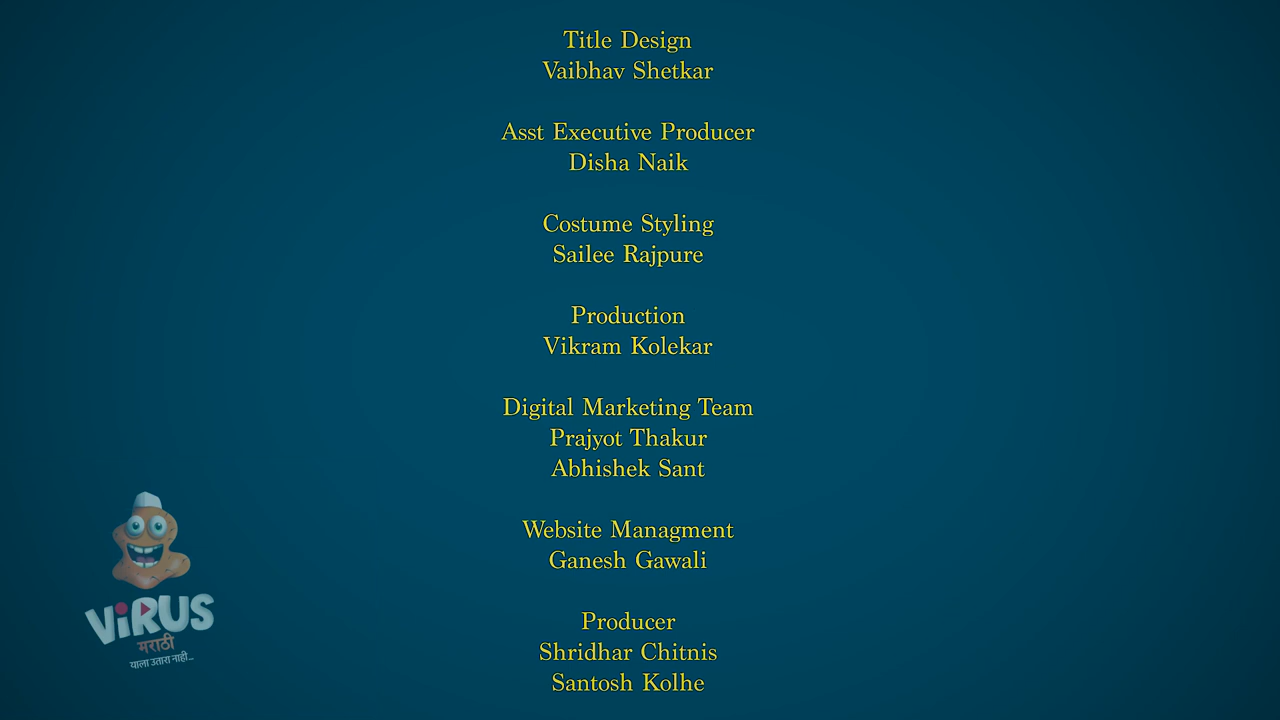 Title Design
Vaibhav Shetkar
Asst Executive Producer
Disha Naik
Costume Styling
Sailee Rajpure
Production
Vikram Kolekar
Digital Marketing Team
Prajyot Thakur
Abhishek Sant
Website Managment
Ganesh Gawali
Producer
Shridhar Chitnis
Santosh Kolhe
ViRUS
मराठी
याला उतारा नाही...